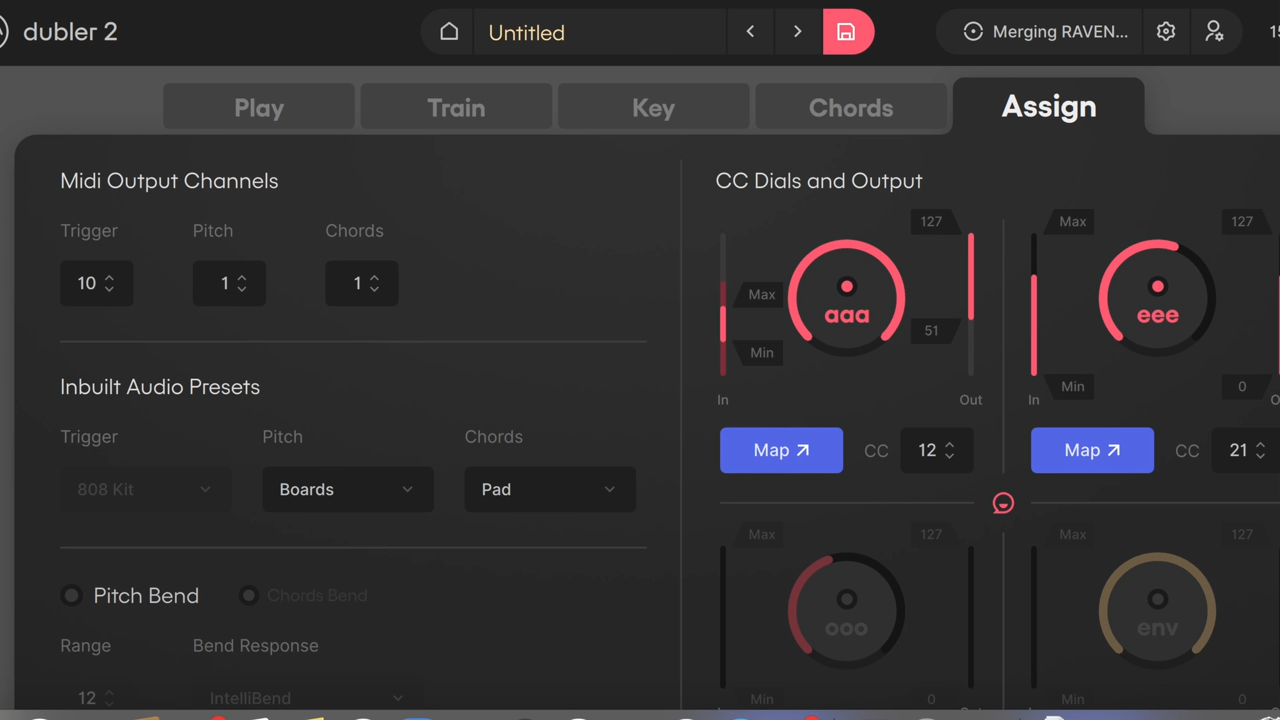 dubler 2
Untitled
Merging RAVEN...
Play
Train
Key
Chords
Assign
Midi Output Channels
Trigger
Pitch
Chords
10
1
1
Inbuilt Audio Presets
Trigger
Pitch
Chords
808 Kit
Boards
Pad
Pitch Bend
Chords Bend
Range
Bend Response
12
IntelliBend
CC Dials and Output
127
Max
aaa
51
Min
In
Out
Map
CC
12
Max
127
eee
Min
0
In
Map
CC
21
Max
127
ooo
Min
0
Max
127
env
Min
0